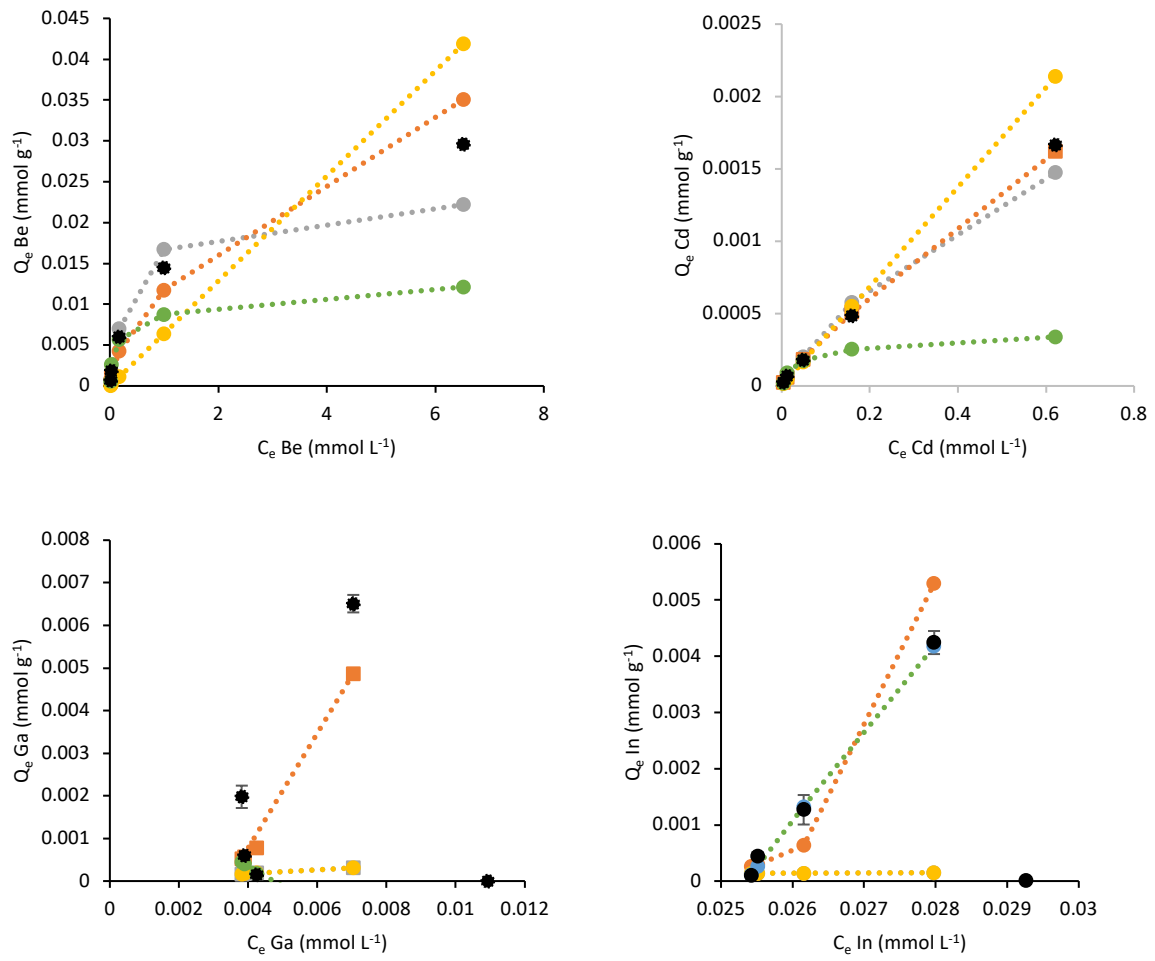 0.045
0.04
0.035
0.03
0.025
0.02
0.015
0.01
0.005
0
Qₑ Be (mmol g⁻¹)
0 2 4 6 8
Cₑ Be (mmol L⁻¹)
0.0025
0.002
0.0015
0.001
0.0005
0
Qₑ Cd (mmol g⁻¹)
0 0.2 0.4 0.6 0.8
Cₑ Cd (mmol L⁻¹)
0.008
0.007
0.006
0.005
0.004
0.003
0.002
0.001
0
Qₑ Ga (mmol g⁻¹)
0 0.002 0.004 0.006 0.008 0.01 0.012
Cₑ Ga (mmol L⁻¹)
0.006
0.005
0.004
0.003
0.002
0.001
0
Qₑ In (mmol g⁻¹)
0.025 0.026 0.027 0.028 0.029 0.03
Cₑ In (mmol L⁻¹)